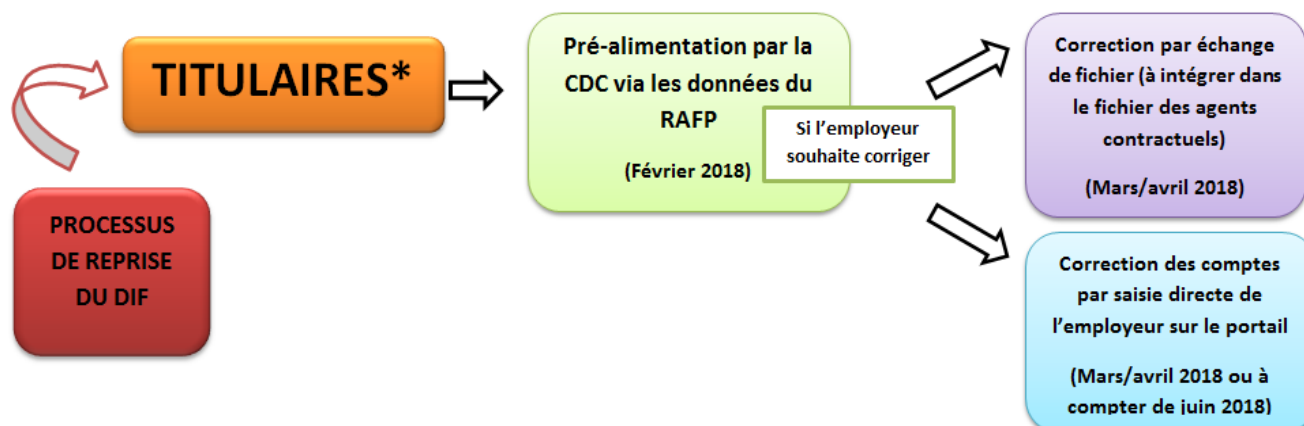 PROCESSUS
DE REPRISE
DU DIF
TITULAIRES*
Pré-alimentation par la
CDC via les données du
RAFP
(Février 2018)
Si l’employeur
souhaite corriger
Correction par échange
de fichier (à intégrer dans
le fichier des agents
contractuels)
(Mars/avril 2018)
Correction des comptes
par saisie directe de
l’employeur sur le portail
(Mars/avril 2018 ou à
compter de juin 2018)